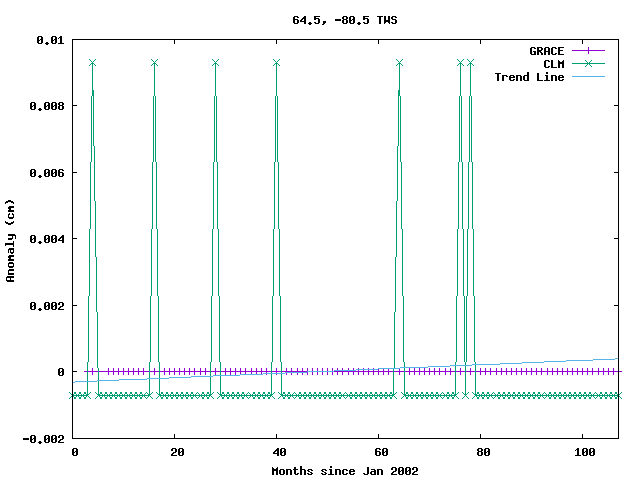 64.5, -80.5 TWS
0.01
GRACE
CLM
Trend Line
0.008
0.006
0.004
0.002
0
-0.002
Anomaly (cm)
0 20 40 60 80 100
Months since Jan 2002